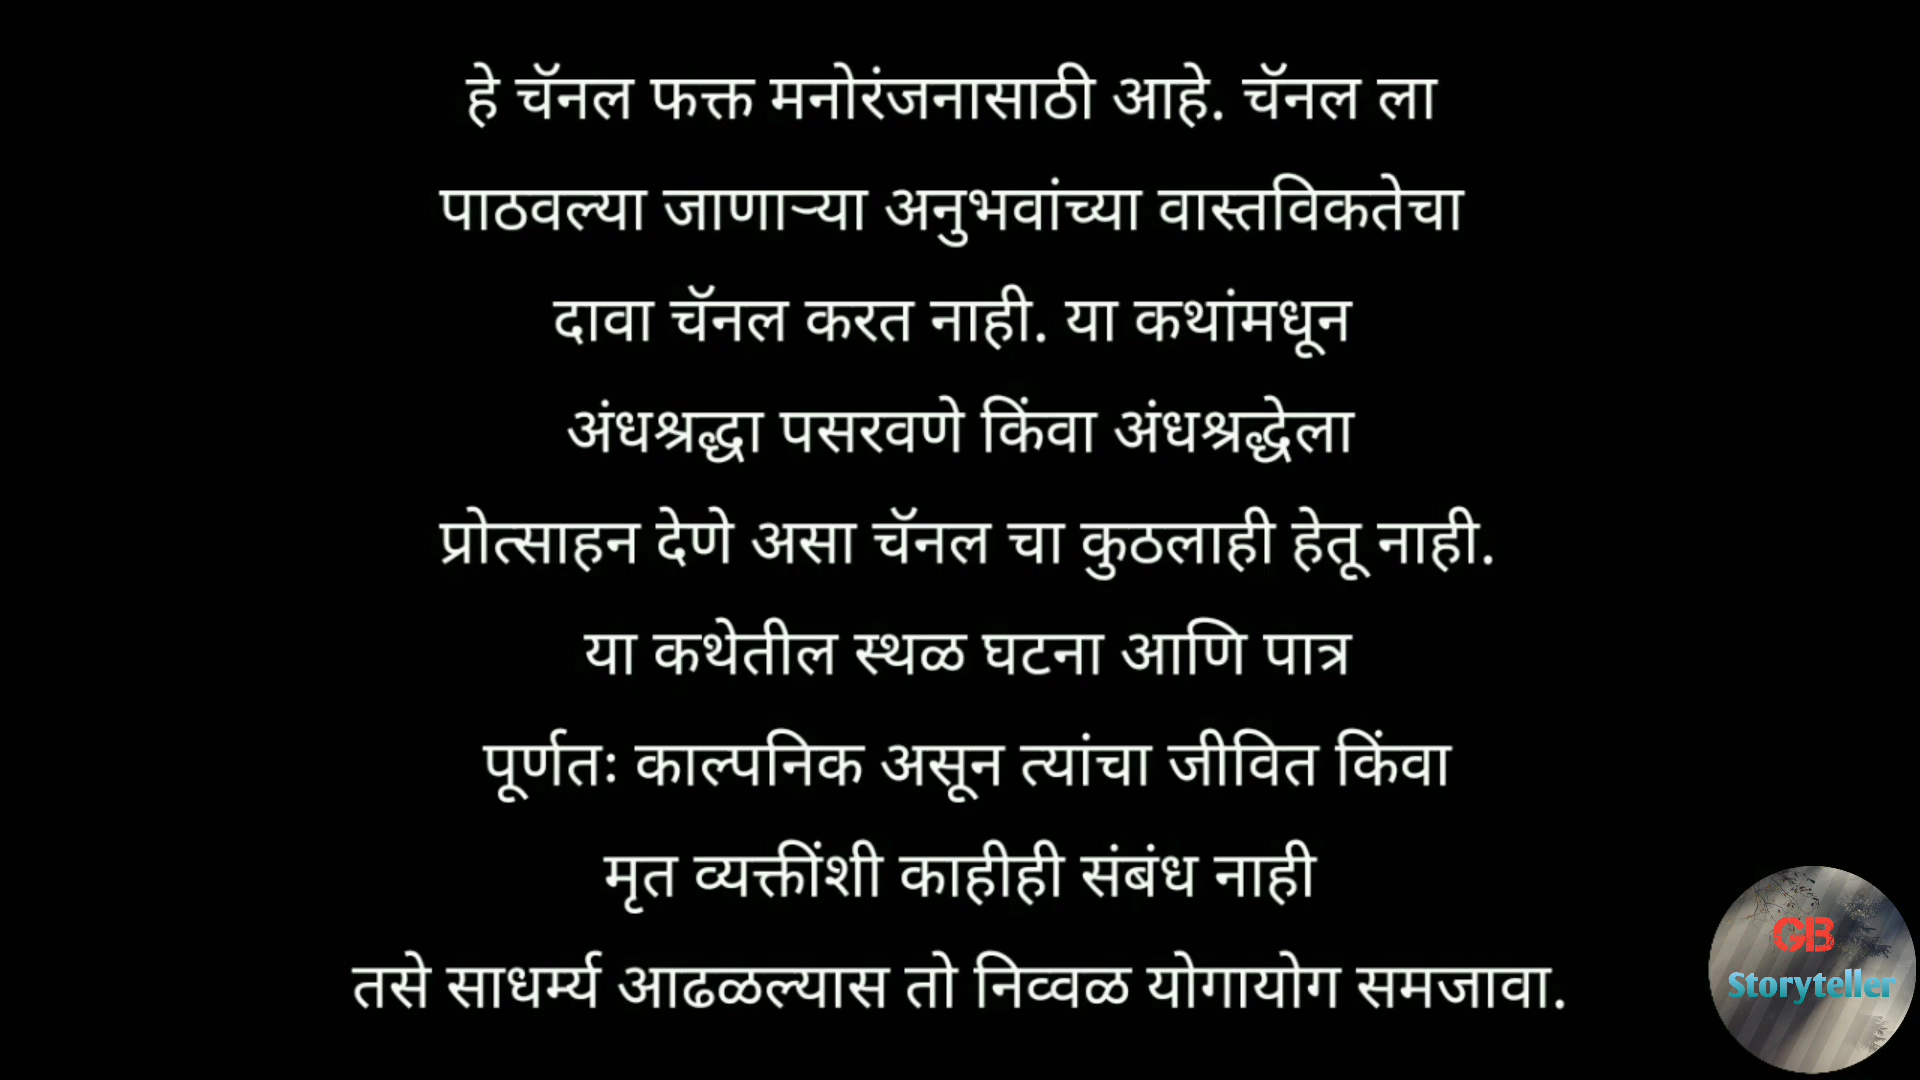 हे चॅनल फक्त मनोरंजनासाठी आहे. चॅनल ला
पाठवल्या जाणाऱ्या अनुभवांच्या वास्तविकतेचा
दावा चॅनल करत नाही. या कथांमधून
अंधश्रद्धा पसरवणे किंवा अंधश्रद्धेला
प्रोत्साहन देणे असा चॅनल चा कुठलाही हेतू नाही.
या कथेतील स्थळ घटना आणि पात्र
पूर्णतः काल्पनिक असून त्यांचा जीवित किंवा
मृत व्यक्तींशी काहीही संबंध नाही
तसे साधर्म्य आढळल्यास तो निव्वळ योगायोग समजावा.
GB
Storyteller